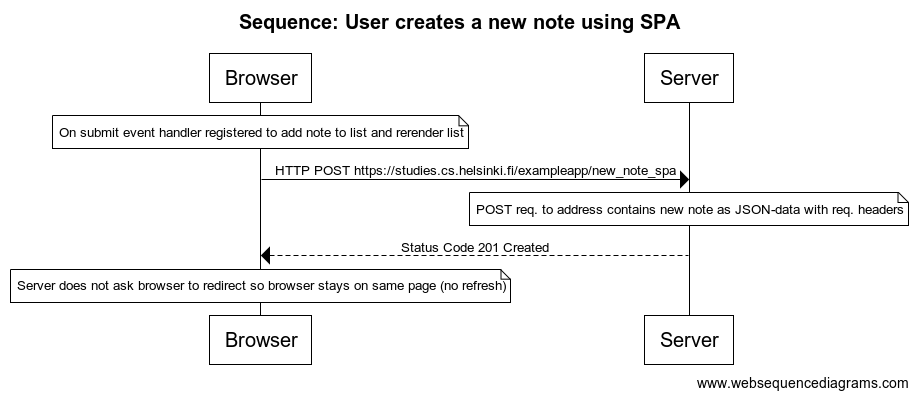 Sequence: User creates a new note using SPA
Browser
Server
On submit event handler registered to add note to list and rerender list
HTTP POST https://studies.cs.helsinki.fi/exampleapp/new_note_spa
POST req. to address contains new note as JSON-data with req. headers
Status Code 201 Created
Server does not ask browser to redirect so browser stays on same page (no refresh)
Browser
Server
www.websequencediagrams.com